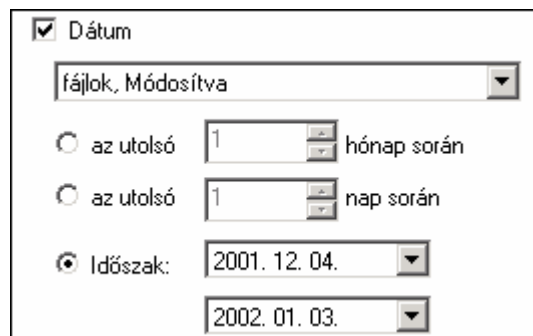 Dátum
fájlok, Módosítva
az utolsó 1 hónap során
az utolsó 1 nap során
Időszak: 2001. 12. 04.
2002. 01. 03.